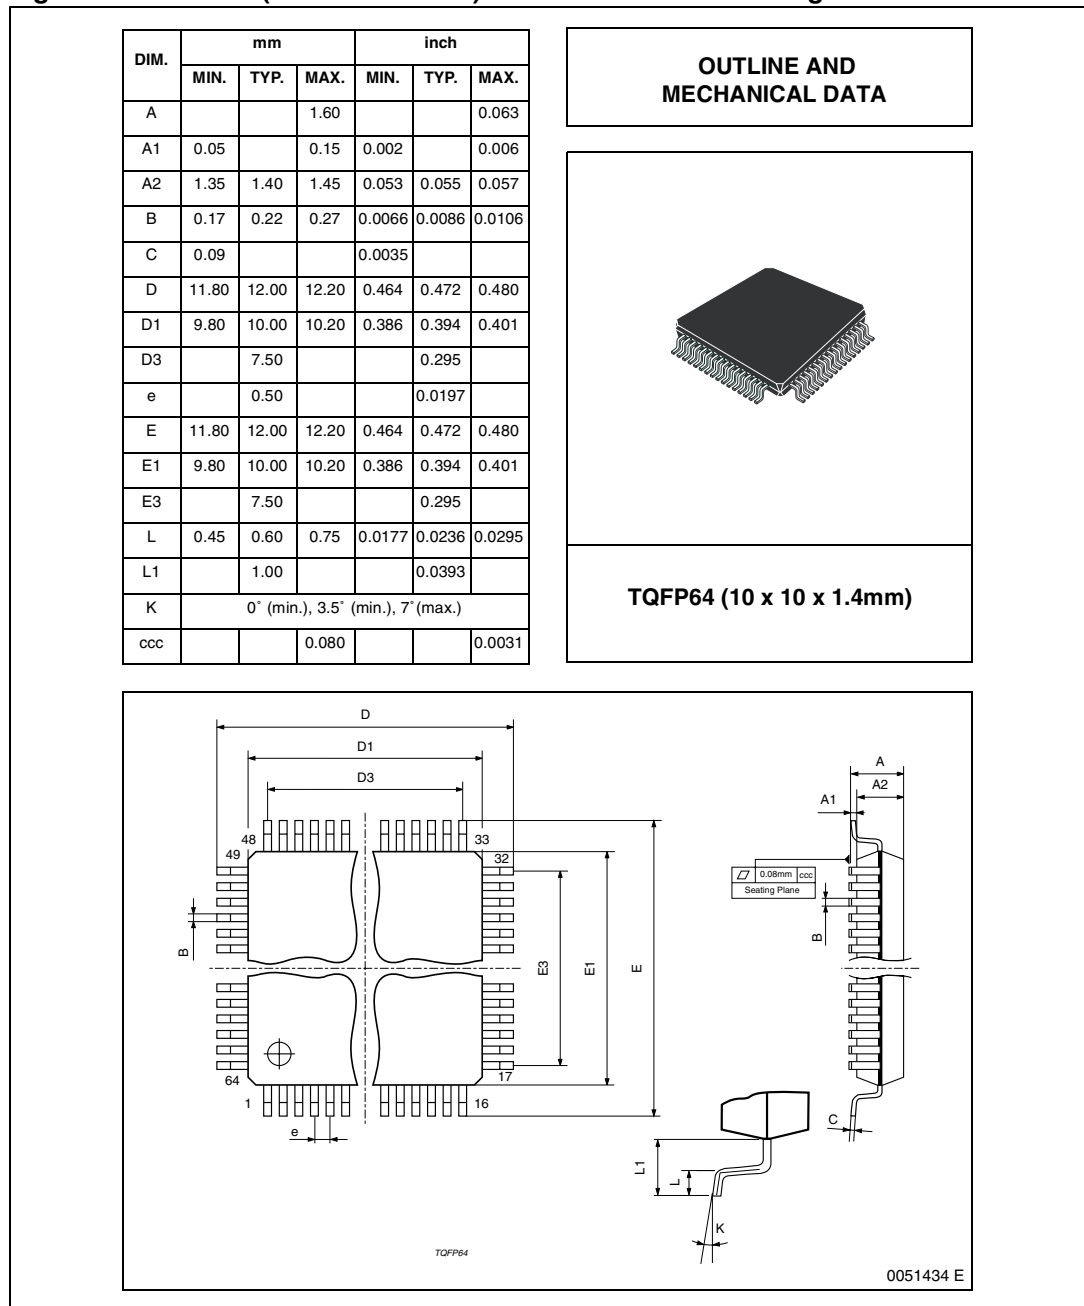 DIM. mm inch
MIN. TYP. MAX. MIN. TYP. MAX.
A 1.60 0.063
A1 0.05 0.15 0.002 0.006
A2 1.35 1.40 1.45 0.053 0.055 0.057
B 0.17 0.22 0.27 0.0066 0.0086 0.0106
C 0.09 0.0035
D 11.80 12.00 12.20 0.464 0.472 0.480
D1 9.80 10.00 10.20 0.386 0.394 0.401
D3 7.50 0.295
e 0.50 0.0197
E 11.80 12.00 12.20 0.464 0.472 0.480
E1 9.80 10.00 10.20 0.386 0.394 0.401
E3 7.50 0.295
L 0.45 0.60 0.75 0.0177 0.0236 0.0295
L1 1.00 0.0393
K 0˚ (min.), 3.5˚ (min.), 7˚(max.)
ccc 0.080 0.0031
OUTLINE AND
MECHANICAL DATA
TQFP64 (10 x 10 x 1.4mm)
D
D1
D3
A
A2
A1
48 33
49 32
0.08mm ccc
Seating Plane
B
B
E3
E1
E
64 17
1 16
e
C
L1
L
K
TQFP64
0051434 E